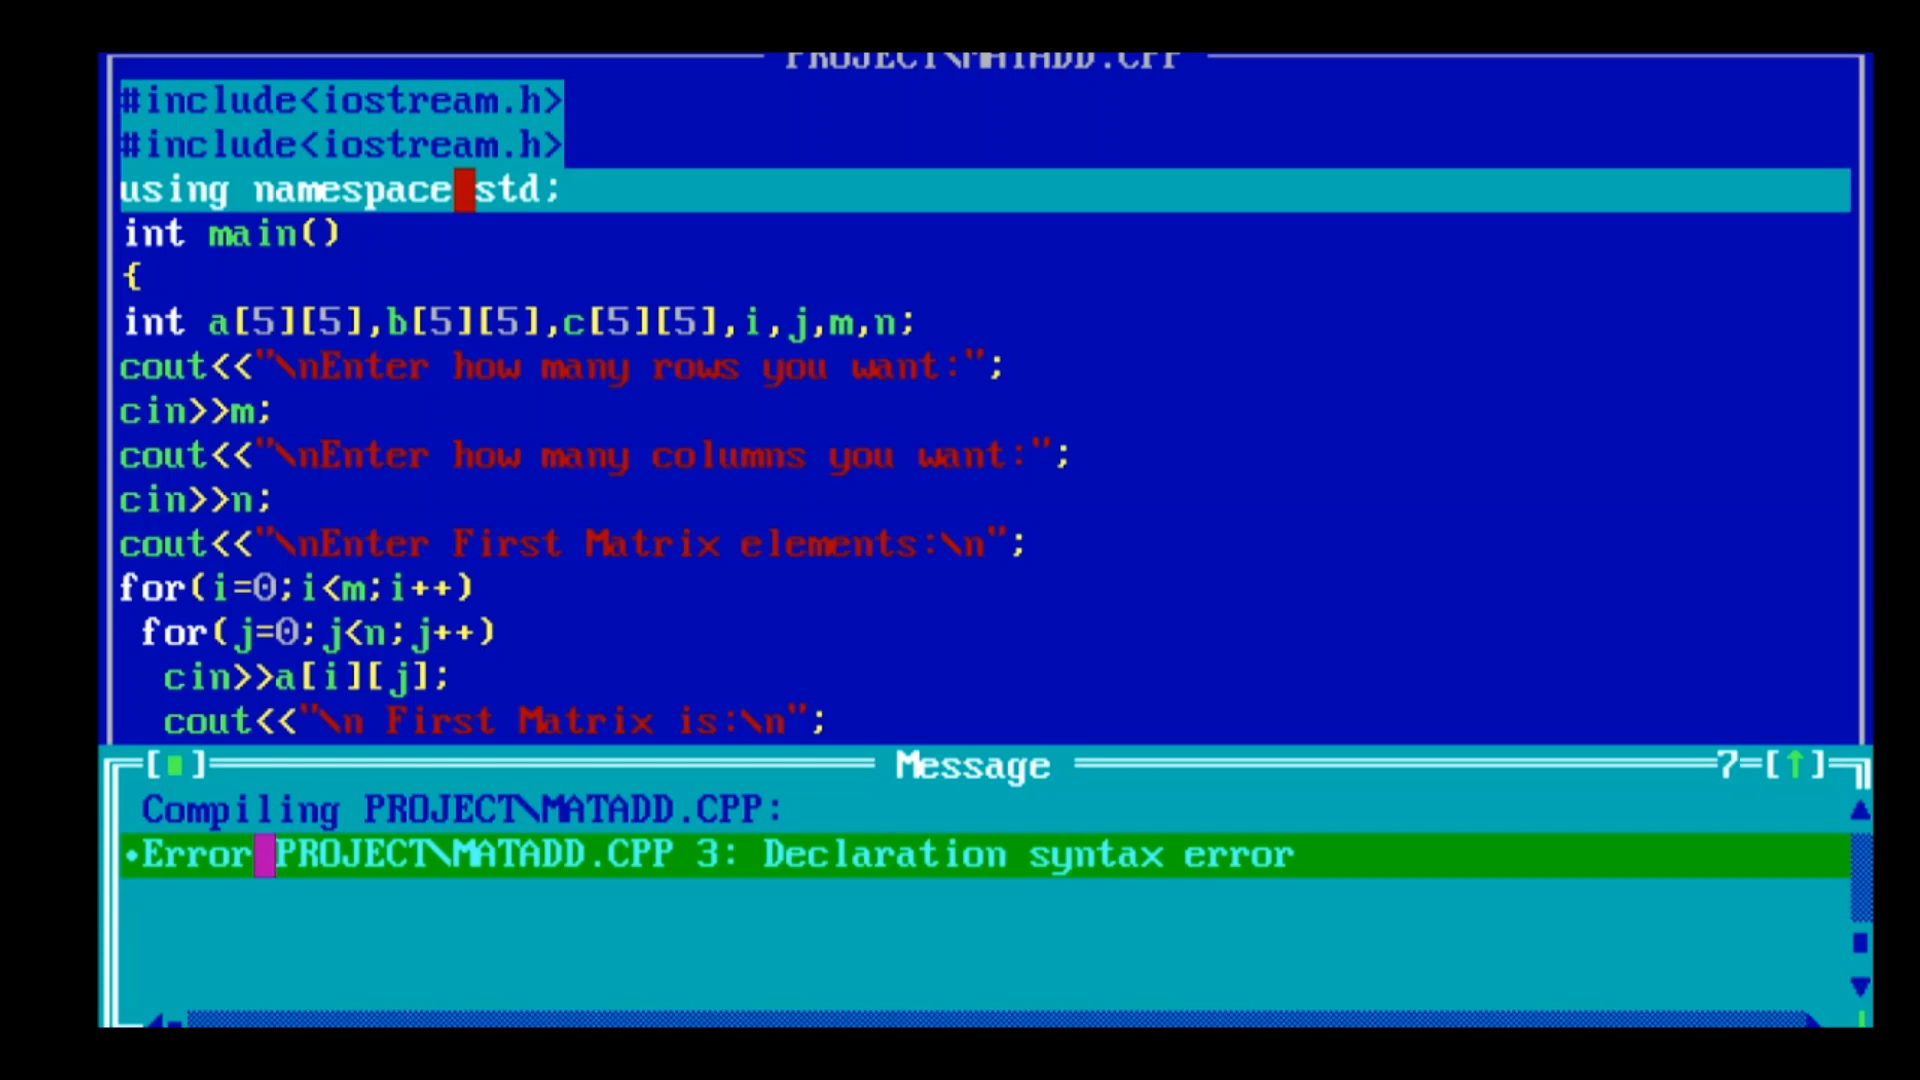 PROJECT\MATADD.CPP
#include<iostream.h>
#include<iostream.h>
using namespace std;
int main()
{
int a[5][5],b[5][5],c[5][5],i,j,m,n;
cout<<"\nEnter how many rows you want:";
cin>>m;
cout<<"\nEnter how many columns you want:";
cin>>n;
cout<<"\nEnter First Matrix elements:\n";
for(i=0;i<m;i++)
for(j=0;j<n;j++)
cin>>a[i][j];
cout<<"\n First Matrix is:\n";
[■] Message 7=[↑]
Compiling PROJECT\MATADD.CPP:
•Error PROJECT\MATADD.CPP 3: Declaration syntax error